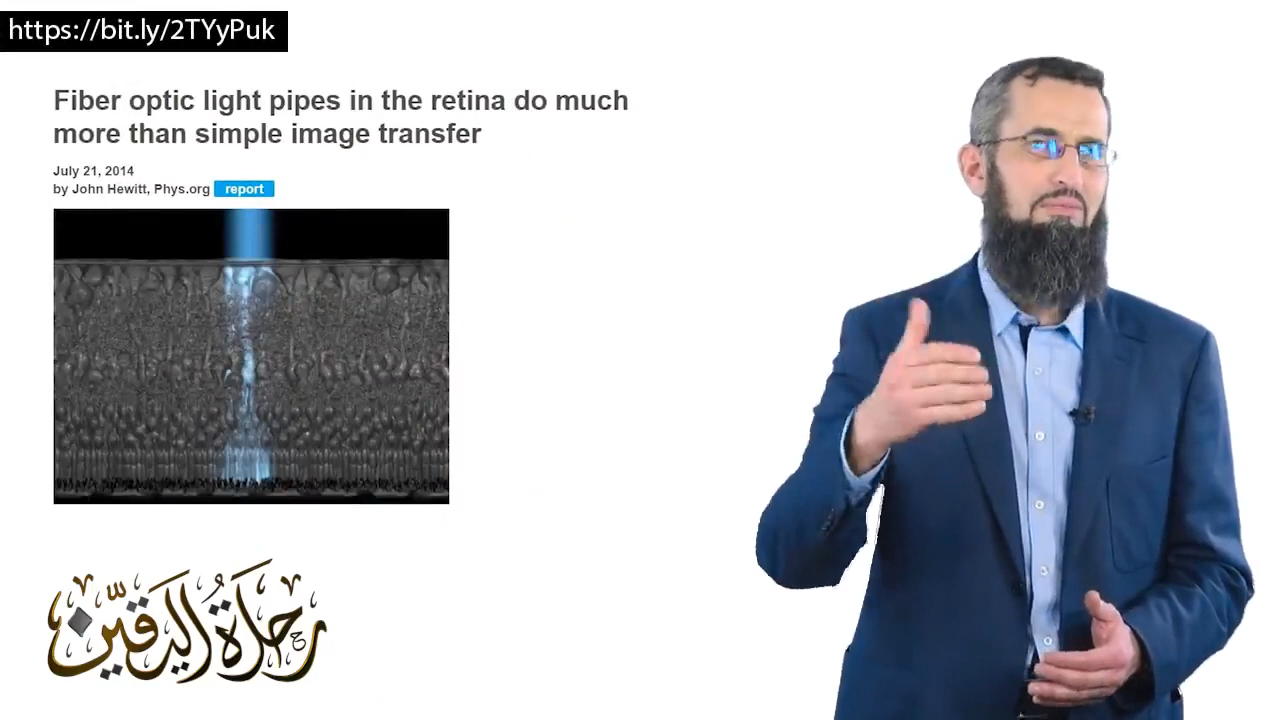 https://bit.ly/2TYyPuk
Fiber optic light pipes in the retina do much
more than simple image transfer
July 21, 2014
by John Hewitt, Phys.org report
رحلة اليقين